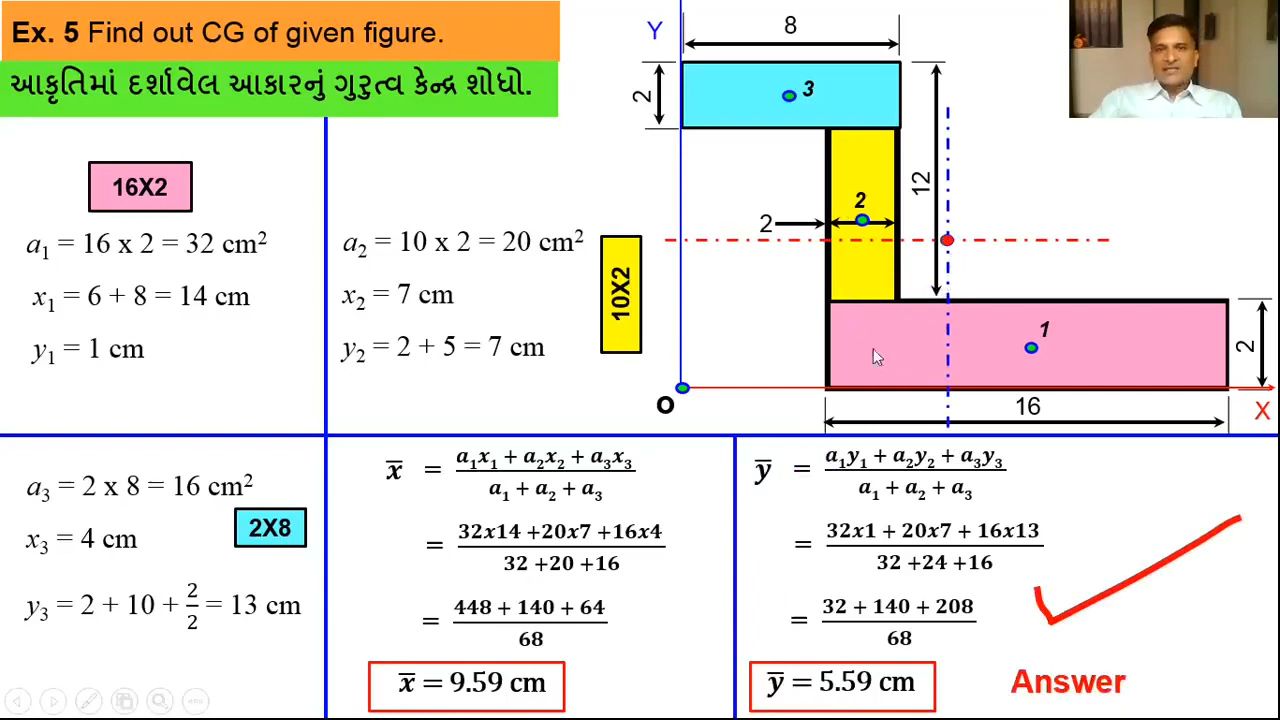 Ex. 5 Find out CG of given figure.
આકૃતિમાં દર્શાવેલ આકારનું ગુરુત્વ કેન્દ્ર શોધો.
16X2
a₁ = 16 x 2 = 32 cm²
x₁ = 6 + 8 = 14 cm
y₁ = 1 cm
a₂ = 10 x 2 = 20 cm²
x₂ = 7 cm
y₂ = 2 + 5 = 7 cm
10X2
Y
8
2
3
12
2
2
1
2
O
16
X
a₃ = 2 x 8 = 16 cm²
x₃ = 4 cm
y₃ = 2 + 10 + 2/2 = 13 cm
2X8
x̅ = (a₁x₁ + a₂x₂ + a₃x₃)/(a₁ + a₂ + a₃)
= (32x14 +20x7 +16x4)/(32 +20 +16)
= (448 + 140 + 64)/68
x̅ = 9.59 cm
y̅ = (a₁y₁ + a₂y₂ + a₃y₃)/(a₁ + a₂ + a₃)
= (32x1 + 20x7 + 16x13)/(32 +24 +16)
= (32 + 140 + 208)/68
y̅ = 5.59 cm
Answer